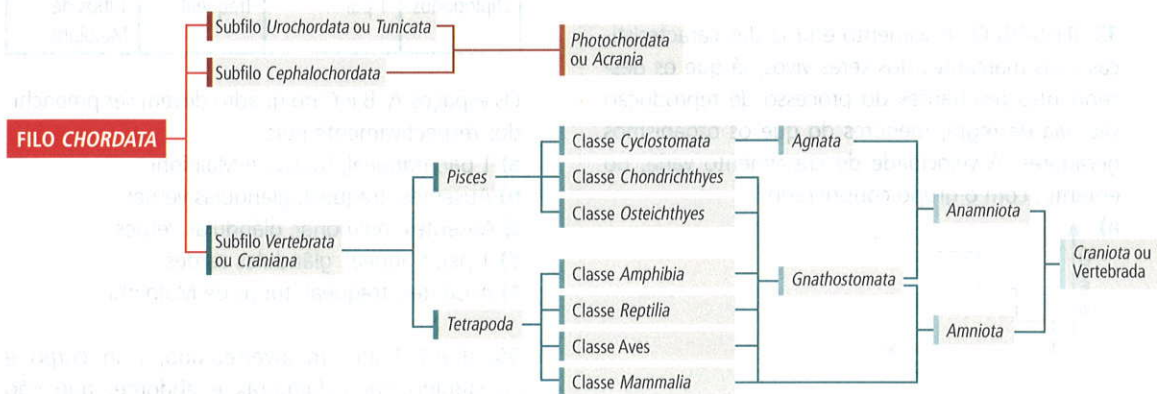 FILO CHORDATA
Subfilo Urochordata ou Tunicata
Subfilo Cephalochordata
Photochordata
ou Acrania
Subfilo Vertebrata
ou Craniana
Pisces
Tetrapoda
Classe Cyclostomata
Classe Chondrichthyes
Classe Osteichthyes
Classe Amphibia
Classe Reptilia
Classe Aves
Classe Mammalia
Agnata
Gnathostomata
Anamniota
Amniota
Craniota ou
Vertebrada